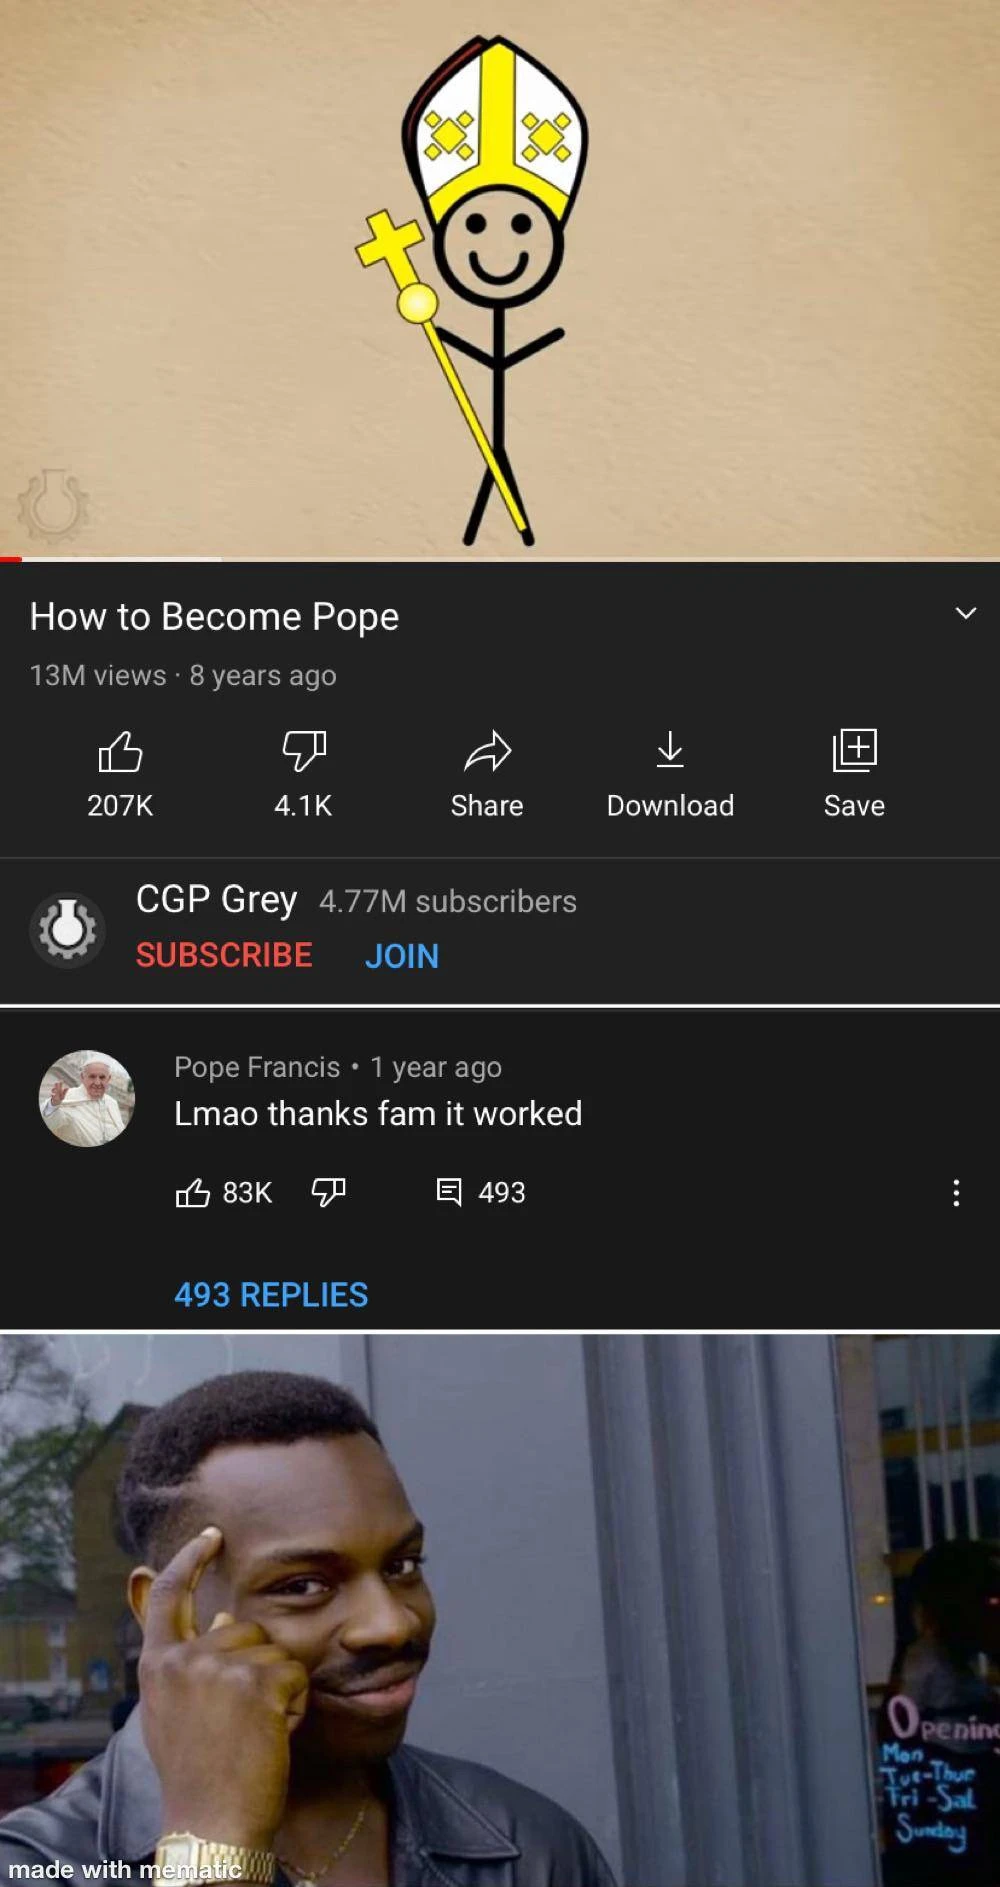 How to Become Pope
13M views · 8 years ago
207K 4.1K Share Download Save
CGP Grey 4.77M subscribers
SUBSCRIBE JOIN
Pope Francis • 1 year ago
Lmao thanks fam it worked
83K 493
493 REPLIES
Opening
Mon
Tue-Thur
Fri-Sat
Sunday
made with mematic